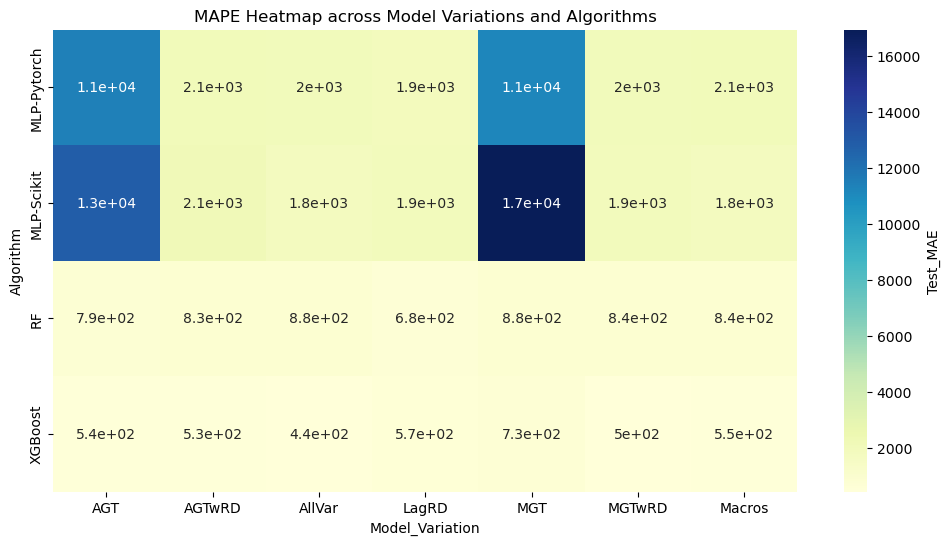 MAPE Heatmap across Model Variations and Algorithms
Algorithm
MLP-Pytorch
1.1e+04 2.1e+03 2e+03 1.9e+03 1.1e+04 2e+03 2.1e+03
MLP-Scikit
1.3e+04 2.1e+03 1.8e+03 1.9e+03 1.7e+04 1.9e+03 1.8e+03
RF
7.9e+02 8.3e+02 8.8e+02 6.8e+02 8.8e+02 8.4e+02 8.4e+02
XGBoost
5.4e+02 5.3e+02 4.4e+02 5.7e+02 7.3e+02 5e+02 5.5e+02
AGT AGTwRD AllVar LagRD MGT MGTwRD Macros
Model_Variation
16000
14000
12000
10000
8000
6000
4000
2000
Test_MAE